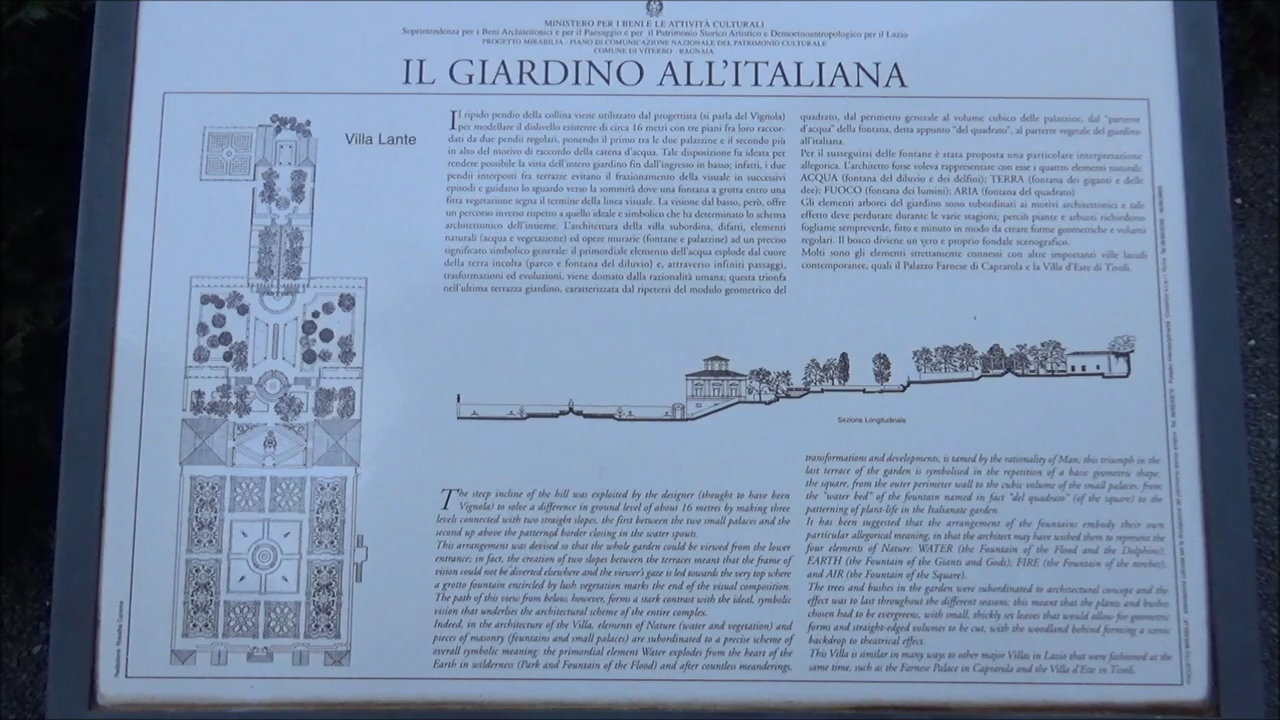 MINISTERO PER I BENI E LE ATTIVITÀ CULTURALI
Soprintendenza per i Beni Architettonici e per il Paesaggio e per il Patrimonio Storico Artistico e Demoetnoantropologico per il Lazio
PROGETTO MIRABILIA - PIANO DI COMUNICAZIONE NAZIONALE DEL PATRIMONIO CULTURALE
COMUNE DI VITERBO - BAGNAIA
IL GIARDINO ALL'ITALIANA
Villa Lante
Il ripido pendio della collina viene utilizzato dal progettista (si parla del Vignola)
per modellare il dislivello esistente di circa 16 metri con tre piani fra loro raccor-
dati da due pendii regolari, ponendo il primo tra le due palazzine e il secondo più
in alto del motivo di raccordo della catena d'acqua. Tale disposizione fu ideata per
rendere possibile la vista dell'intero giardino fin dall'ingresso in basso; infatti, i due
pendii interposti fra terrazze evitano il frazionamento della visuale in successivi
episodi e guidano lo sguardo verso la sommità dove una fontana a grotta entro una
fitta vegetazione segna il termine della linea visuale. La visione dal basso, però, offre
un percorso inverso rispetto a quello ideale e simbolico che ha determinato lo schema
architettonico dell'insieme. L'architettura della villa subordina, difatti, elementi
naturali (acqua e vegetazione) ed opere murarie (fontane e palazzine) ad un preciso
significato simbolico generale: il primordiale elemento dell'acqua esplode dal cuore
della terra incolta (parco e fontana del diluvio) e, attraverso infiniti passaggi,
trasformazioni ed evoluzioni, viene domato dalla razionalità umana; questa trionfa
nell'ultima terrazza giardino, caratterizzata dal ripetersi del modulo geometrico del
quadrato, dal perimetro generale al volume cubico delle palazzine, dal "parterre
d'acqua" della fontana, detta appunto "del quadrato", al parterre vegetale del giardino
all'italiana.
Per il susseguirsi delle fontane è stata proposta una particolare interpretazione
allegorica. L'architetto forse voleva rappresentare con esse i quattro elementi naturali:
ACQUA (fontana del diluvio e dei delfini); TERRA (fontana dei giganti e delle
dee); FUOCO (fontana dei lumini); ARIA (fontana del quadrato)
Gli elementi arborei del giardino sono subordinati ai motivi architettonici e tale
effetto deve perdurare durante le varie stagioni; perciò piante e arbusti richiedono
fogliame sempreverde, fitto e minuto in modo da creare forme geometriche e volumi
regolari. Il bosco diviene un vero e proprio fondale scenografico.
Molti sono gli elementi strettamente connessi con altre importanti ville laziali
contemporanee, quali il Palazzo Farnese di Caprarola e la Villa d'Este di Tivoli.
Sezione Longitudinale
The steep incline of the hill was exploited by the designer (thought to have been
Vignola) to solve a difference in ground level of about 16 metres by making three
levels connected with two straight slopes, the first between the two small palaces and the
second up above the patterned border closing in the water spouts.
This arrangement was devised so that the whole garden could be viewed from the lower
entrance; in fact, the creation of two slopes between the terraces meant that the frame of
vision could not be diverted elsewhere and the viewer's gaze is led towards the very top where
a grotto fountain encircled by lush vegetation marks the end of the visual composition.
The path of this view from below, however, forms a stark contrast with the ideal, symbolic
vision that underlies the architectural scheme of the entire complex.
Indeed, in the architecture of the Villa, elements of Nature (water and vegetation) and
pieces of masonry (fountains and small palaces) are subordinated to a precise scheme of
overall symbolic meaning: the primordial element Water explodes from the heart of the
Earth in wilderness (Park and Fountain of the Flood) and after countless meanderings,
transformations and developments, is tamed by the rationality of Man; this triumph in the
last terrace of the garden is symbolised in the repetition of a basic geometric shape,
the square, from the outer perimeter wall to the cubic volume of the small palaces, from
the "water bed" of the fountain named in fact "del quadrato" (of the square) to the
patterning of plant-life in the Italianate garden.
It has been suggested that the arrangement of the fountains embody their own
particular allegorical meaning, in that the architect may have wished them to represent the
four elements of Nature: WATER (the Fountain of the Flood and the Dolphins);
EARTH (the Fountain of the Giants and Gods); FIRE (the Fountain of the torches);
and AIR (the Fountain of the Square).
The trees and bushes in the garden were subordinated to architectural concept and the
effect was to last throughout the different seasons; this meant that the plants and bushes
chosen had to be evergreens, with small, thickly set leaves that would allow for geometric
forms and straight-edged volumes to be cut, with the woodland behind forming a scenic
backdrop to theatrical effect.
This Villa is similar in many ways to other major Villas in Lazio that were fashioned at the
same time, such as the Farnese Palace in Caprarola and the Villa d'Este in Tivoli.